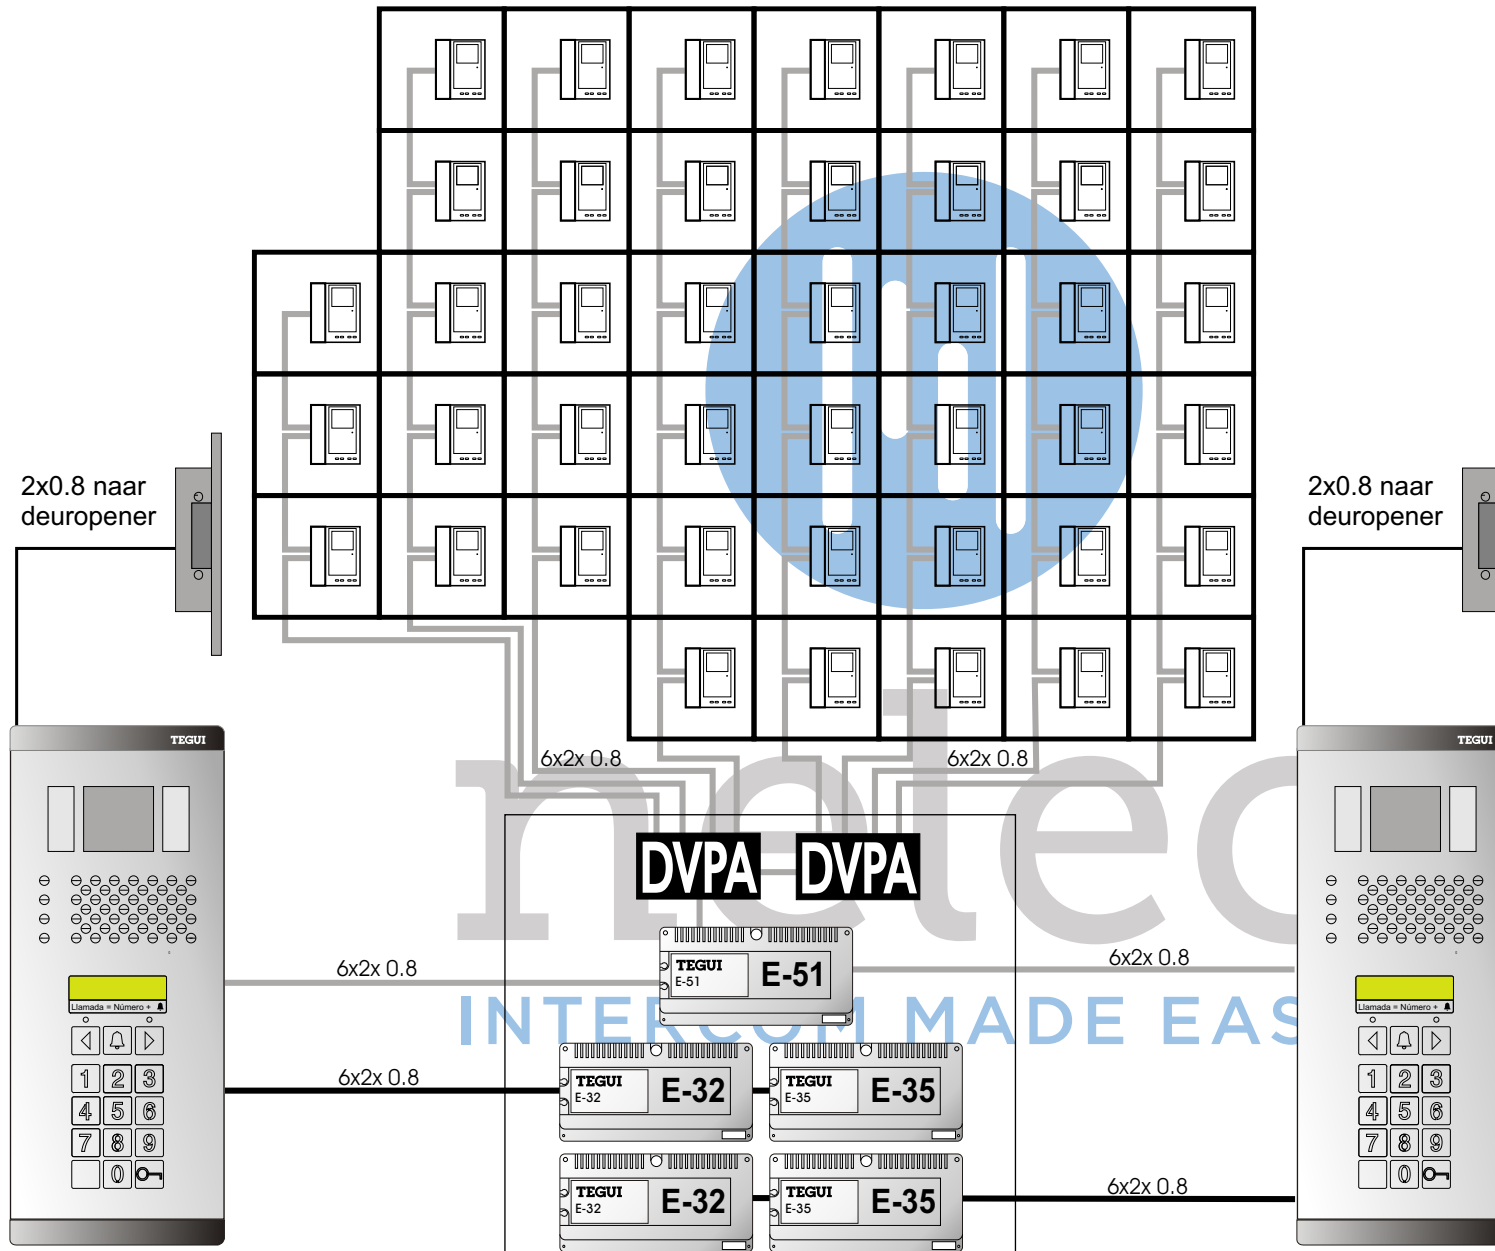 2x0.8 naar
deuropener
2x0.8 naar
deuropener
TEGUI
TEGUI
6x2x 0.8
6x2x 0.8
nelec
DVPA
DVPA
6x2x 0.8
TEGUI
E-51
E-51
6x2x 0.8
INTERCOM MADE EAS
Llamada = Número +
Llamada = Número +
1 2 3
4 5 6
7 8 9
0
1 2 3
4 5 6
7 8 9
0
6x2x 0.8
TEGUI
E-32
E-32
TEGUI
E-35
E-35
TEGUI
E-32
E-32
TEGUI
E-35
E-35
6x2x 0.8